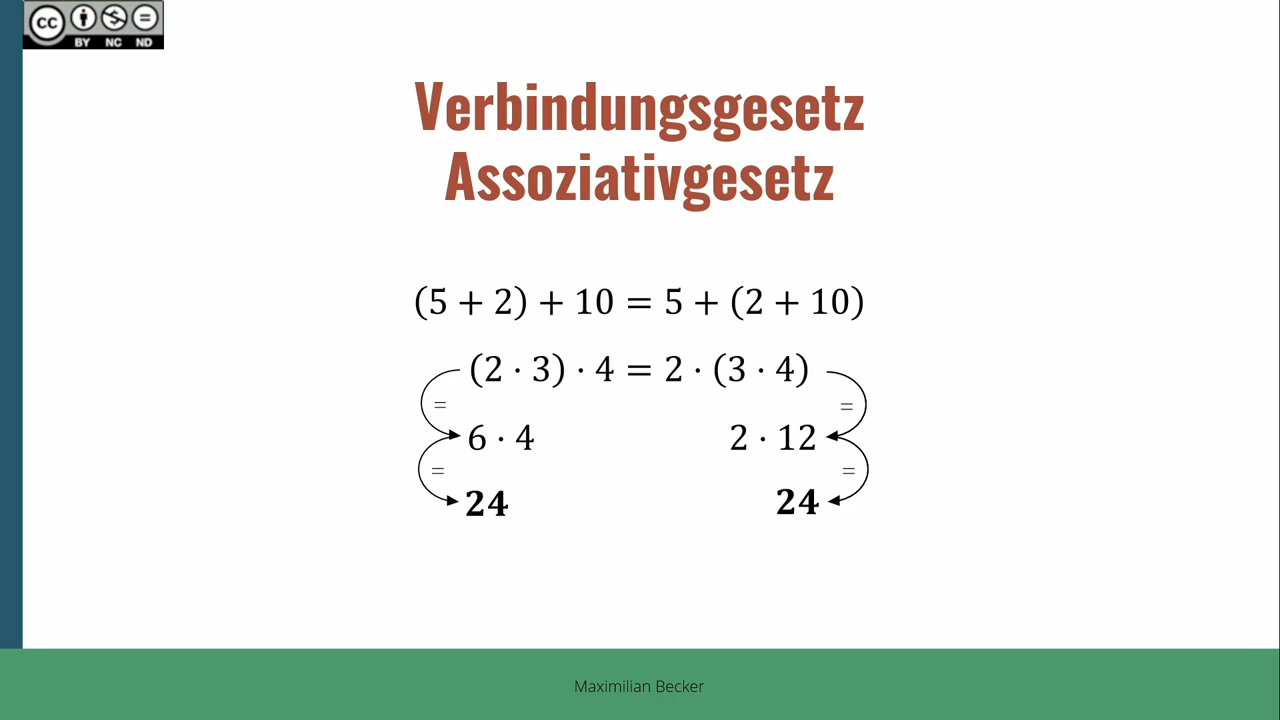 cc
BY NC ND
Verbindungsgesetz
Assoziativgesetz
(5 + 2) + 10 = 5 + (2 + 10)
(2 · 3) · 4 = 2 · (3 · 4)
= =
6 · 4 2 · 12
= =
24 24
Maximilian Becker